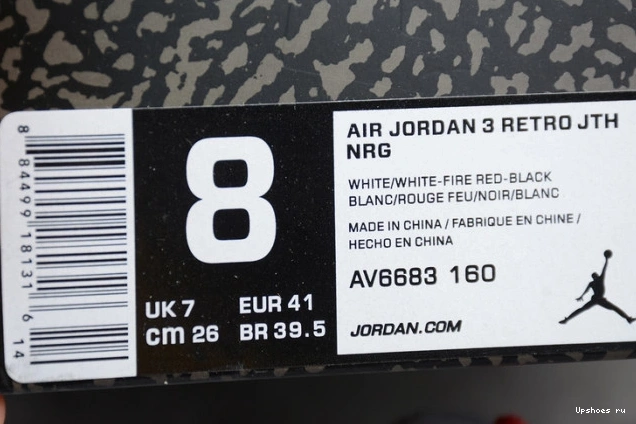 8 84499 18131 6 14
8
UK 7 EUR 41
cm 26 BR 39.5
AIR JORDAN 3 RETRO JTH
NRG
WHITE/WHITE-FIRE RED-BLACK
BLANC/ROUGE FEU/NOIR/BLANC
MADE IN CHINA / FABRIQUE EN CHINE /
HECHO EN CHINA
AV6683 160
JORDAN.COM
Upshoes ru